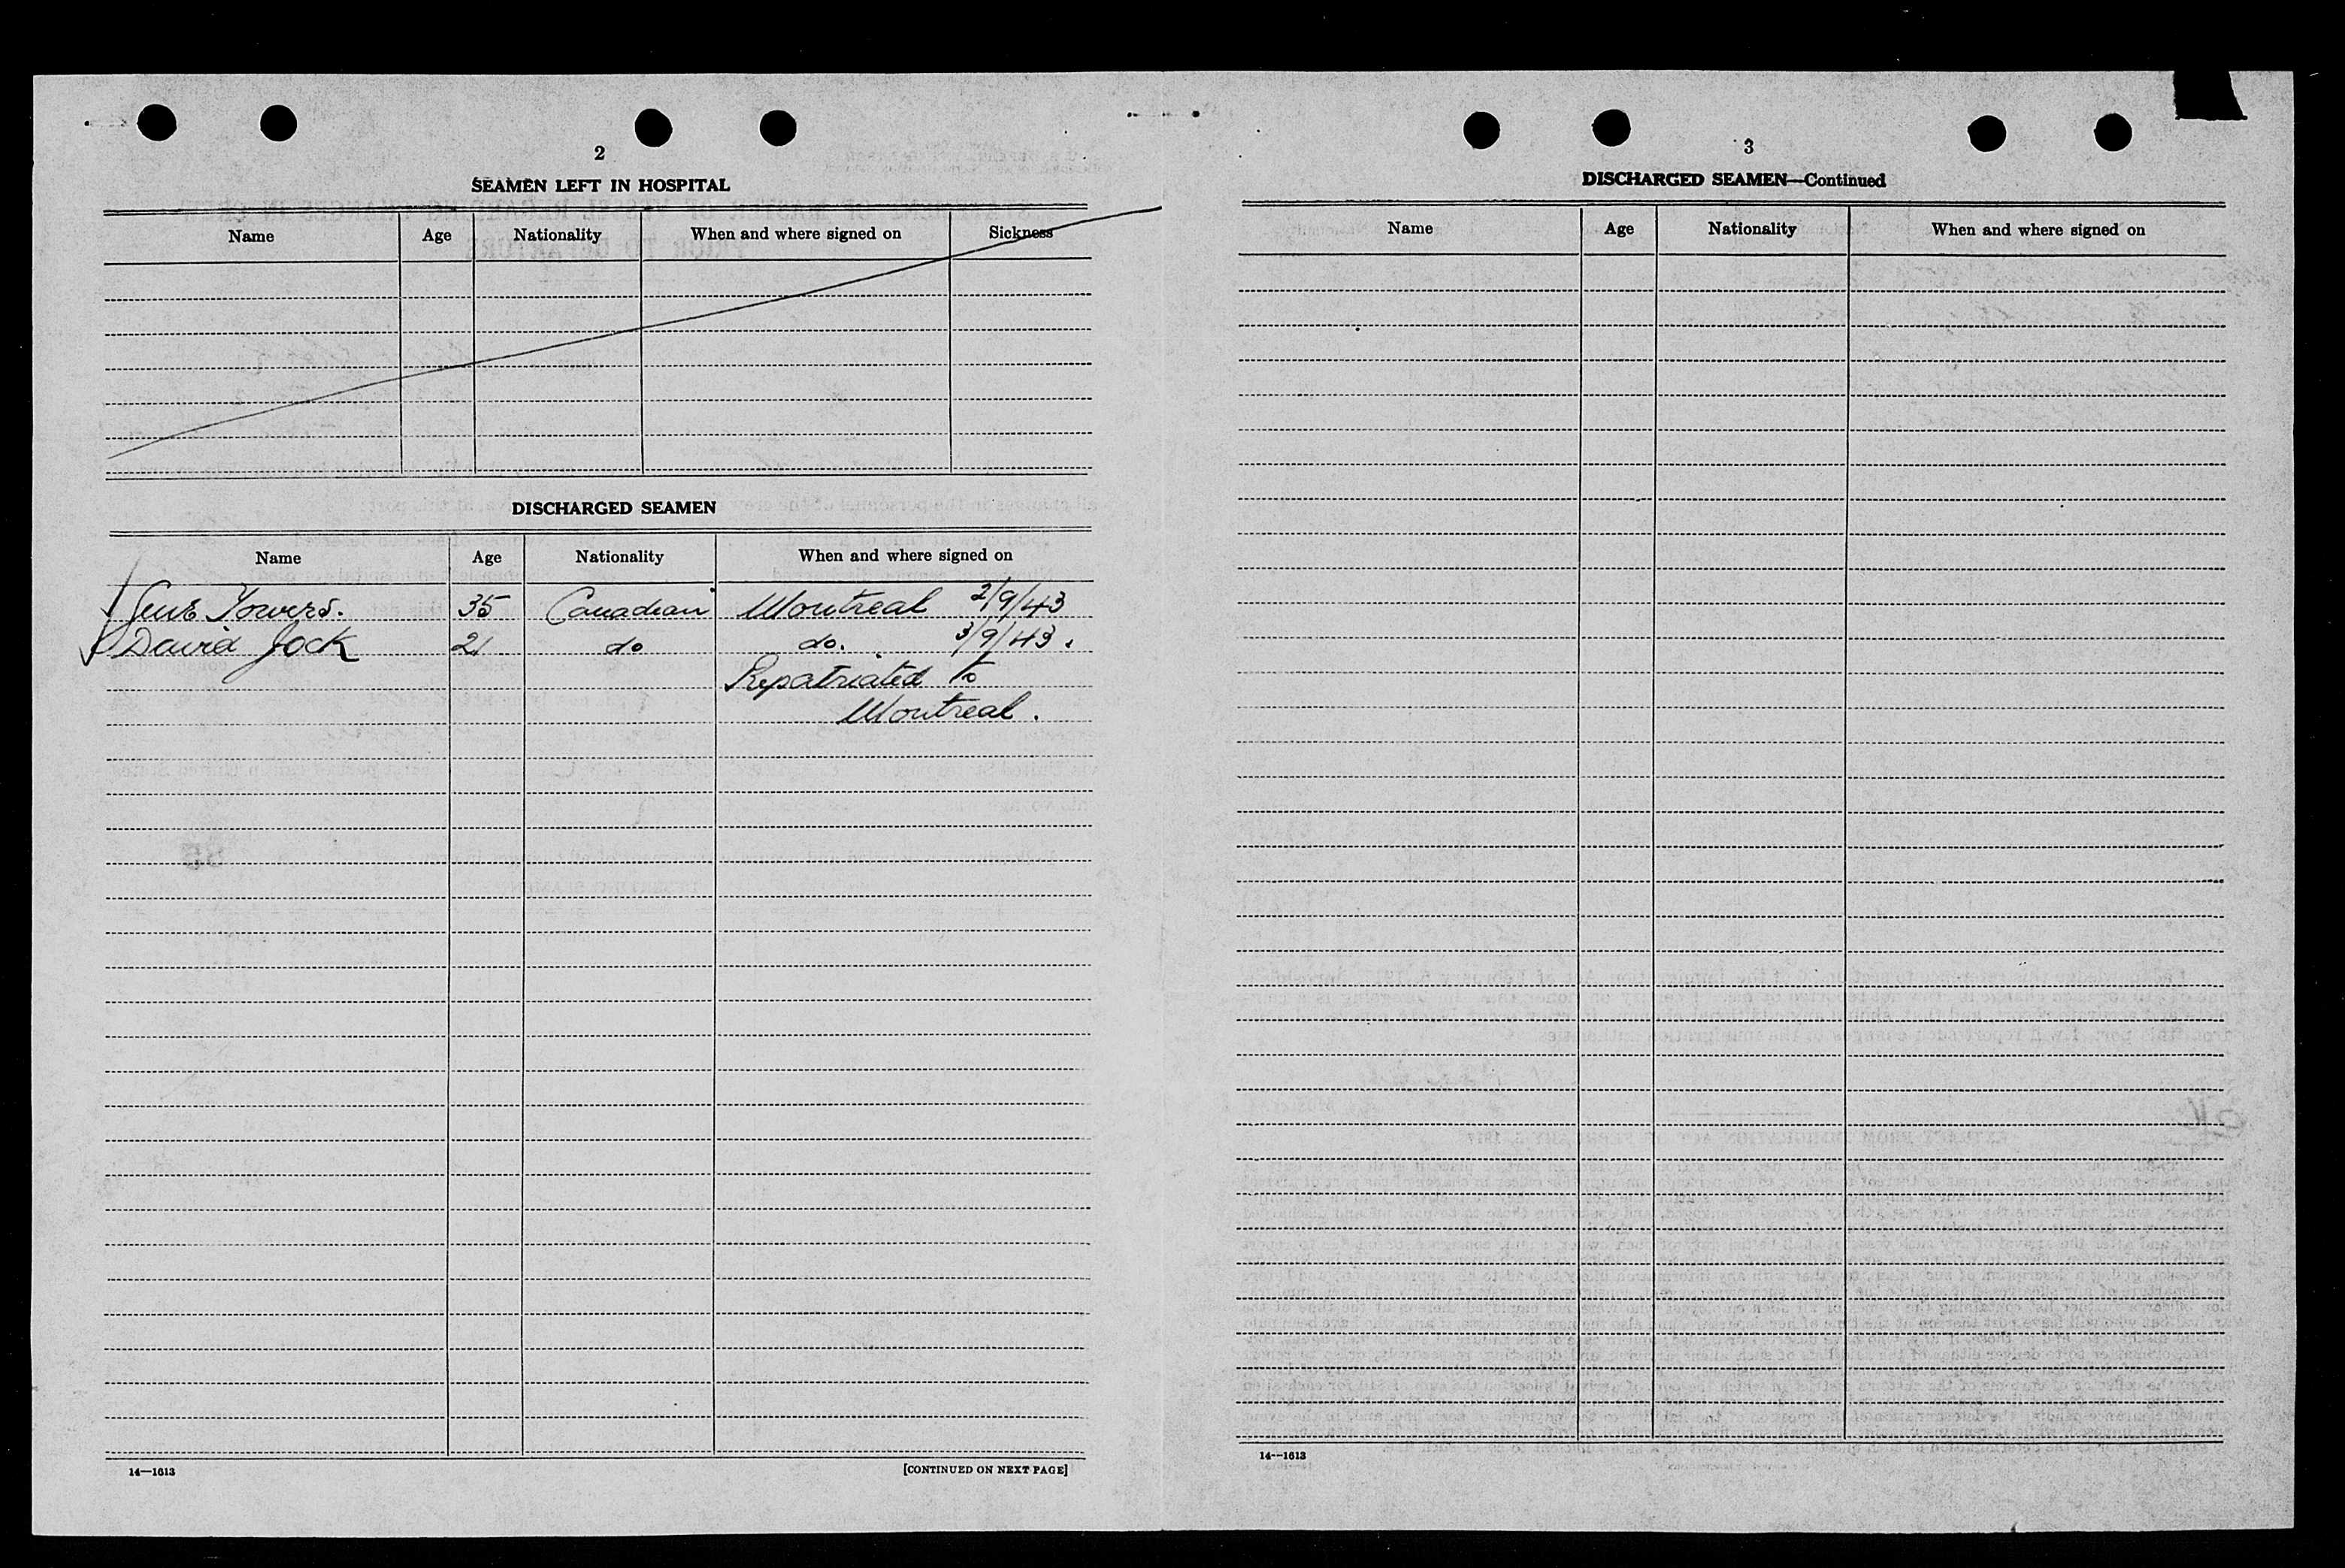 2
SEAMEN LEFT IN HOSPITAL
Name Age Nationality When and where signed on Sickness
DISCHARGED SEAMEN
Name Age Nationality When and where signed on
Gene Towers. 35 Canadian Montreal 2/9/43
David Jock 21 do do. 3/9/43.
Repatriated to
Montreal.
14—1613 [CONTINUED ON NEXT PAGE]
3
DISCHARGED SEAMEN—Continued
Name Age Nationality When and where signed on
14—1613